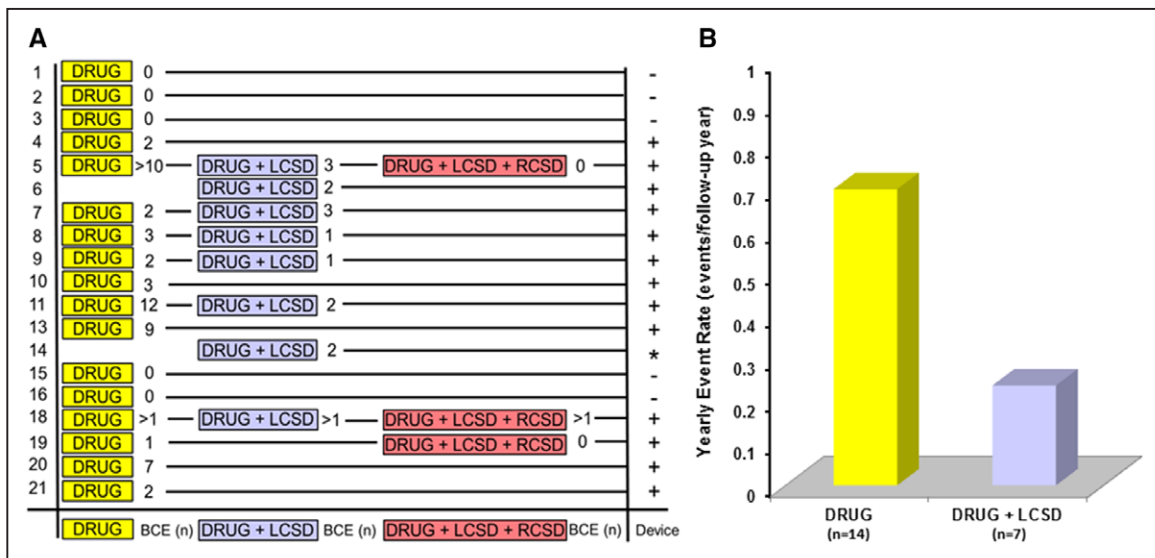 A
1 DRUG 0 -
2 DRUG 0 -
3 DRUG 0 -
4 DRUG 2 +
5 DRUG >10 DRUG + LCSD 3 DRUG + LCSD + RCSD 0 +
6 DRUG + LCSD 2 +
7 DRUG 2 DRUG + LCSD 3 +
8 DRUG 3 DRUG + LCSD 1 +
9 DRUG 2 DRUG + LCSD 1 +
10 DRUG 3 +
11 DRUG 12 DRUG + LCSD 2 +
13 DRUG 9 +
14 DRUG + LCSD 2 *
15 DRUG 0 -
16 DRUG 0 -
18 DRUG >1 DRUG + LCSD >1 DRUG + LCSD + RCSD >1 +
19 DRUG 1 DRUG + LCSD + RCSD 0 +
20 DRUG 7 +
21 DRUG 2 +
DRUG BCE (n) DRUG + LCSD BCE (n) DRUG + LCSD + RCSD BCE (n) Device
B
Yearly Event Rate (events/follow-up year)
1
0.9
0.8
0.7
0.6
0.5
0.4
0.3
0.2
0.1
0
DRUG DRUG + LCSD
(n=14) (n=7)